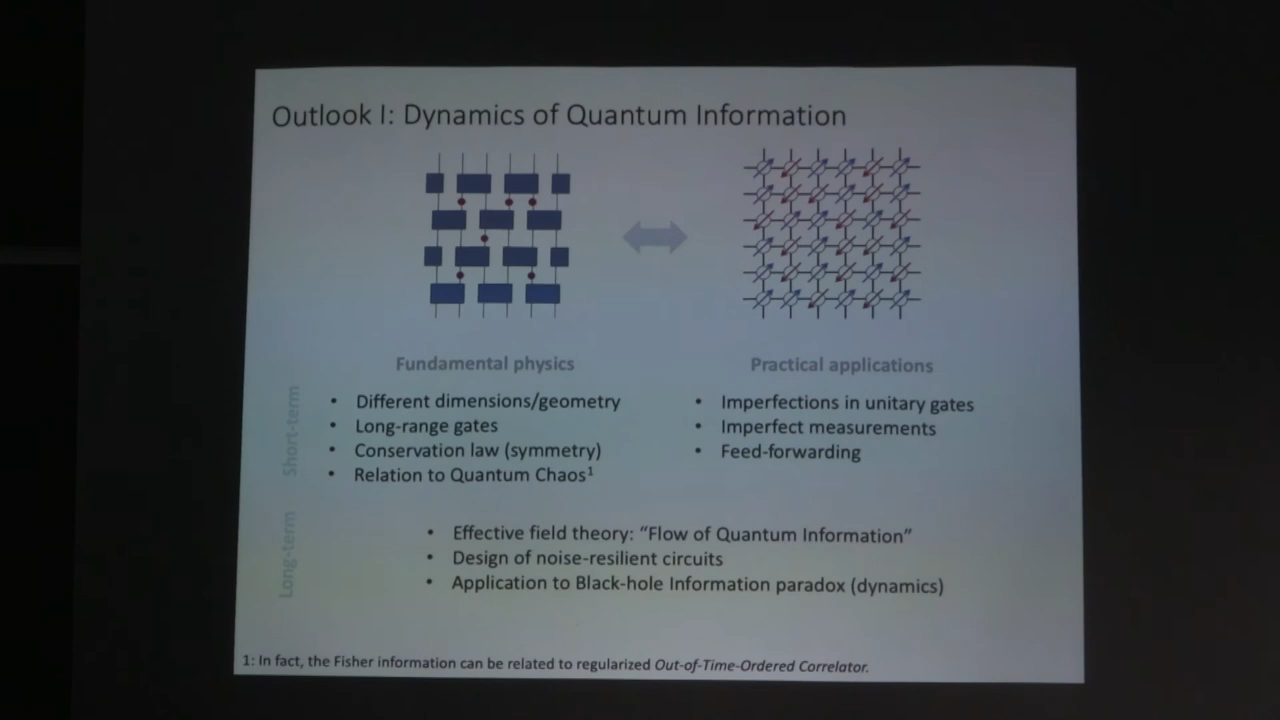 Outlook I: Dynamics of Quantum Information
Fundamental physics
Practical applications
Short-term
• Different dimensions/geometry
• Long-range gates
• Conservation law (symmetry)
• Relation to Quantum Chaos¹
• Imperfections in unitary gates
• Imperfect measurements
• Feed-forwarding
Long-term
• Effective field theory: “Flow of Quantum Information”
• Design of noise-resilient circuits
• Application to Black-hole Information paradox (dynamics)
1: In fact, the Fisher information can be related to regularized Out-of-Time-Ordered Correlator.